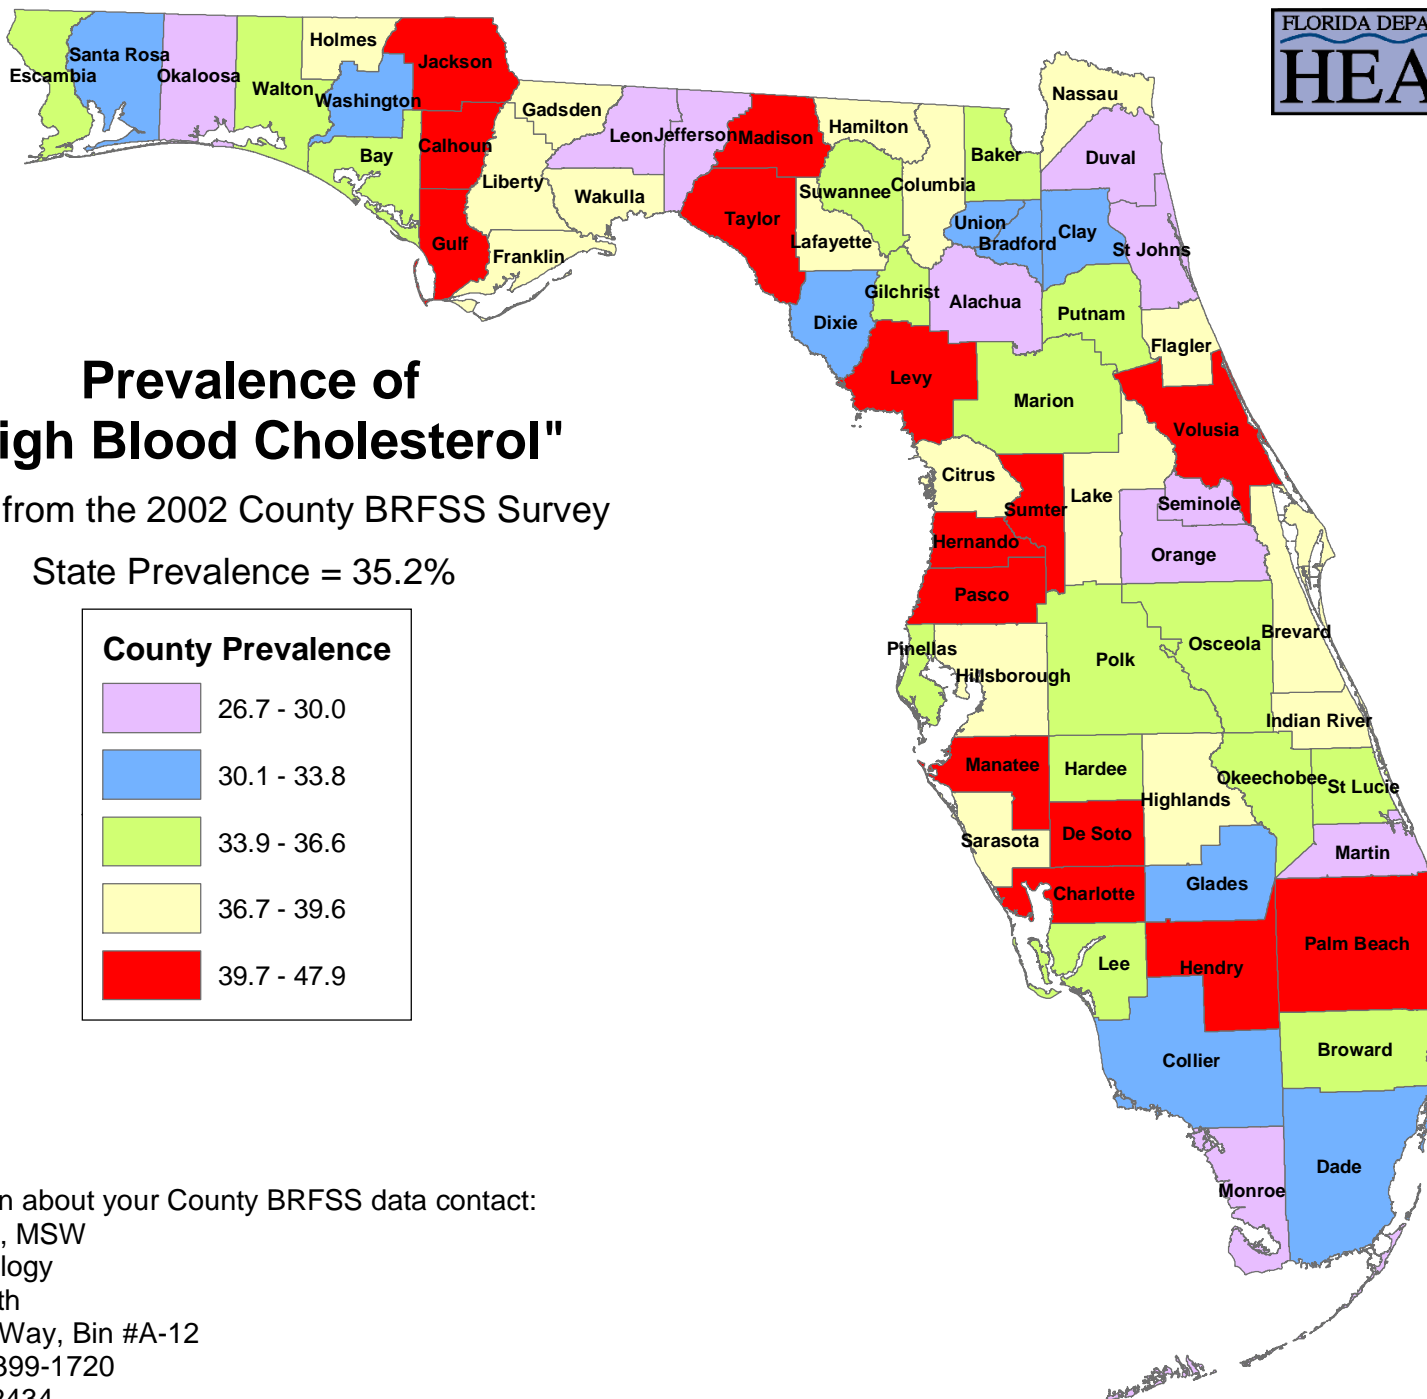 FLORIDA
HEA
Holmes
Jackson
Santa Rosa
Escambia
Okaloosa
Walton
Washington
Nassau
Gadsden
Leon
Jefferson
Madison
Hamilton
Calhoun
Bay
Baker
Duval
Liberty
Wakulla
Suwannee
Columbia
Taylor
Union
Bradford
Clay
St Johns
Gulf
Franklin
Lafayette
Gilchrist
Alachua
Putnam
Dixie
Flagler
Levy
Marion
Volusia
Prevalence of
igh Blood Cholesterol"
from the 2002 County BRFSS Survey
State Prevalence = 35.2%
Citrus
Sumter
Lake
Seminole
Hernando
Orange
Pasco
Pinellas
Hillsborough
Polk
Osceola
Brevard
Indian River
Manatee
Hardee
Highlands
Okeechobee
St Lucie
Sarasota
De Soto
Martin
Charlotte
Glades
Lee
Hendry
Palm Beach
Collier
Broward
Monroe
Dade
County Prevalence
26.7 - 30.0
30.1 - 33.8
33.9 - 36.6
36.7 - 39.6
39.7 - 47.9
n about your County BRFSS data contact:
, MSW
logy
th
Way, Bin #A-12
399-1720
2434